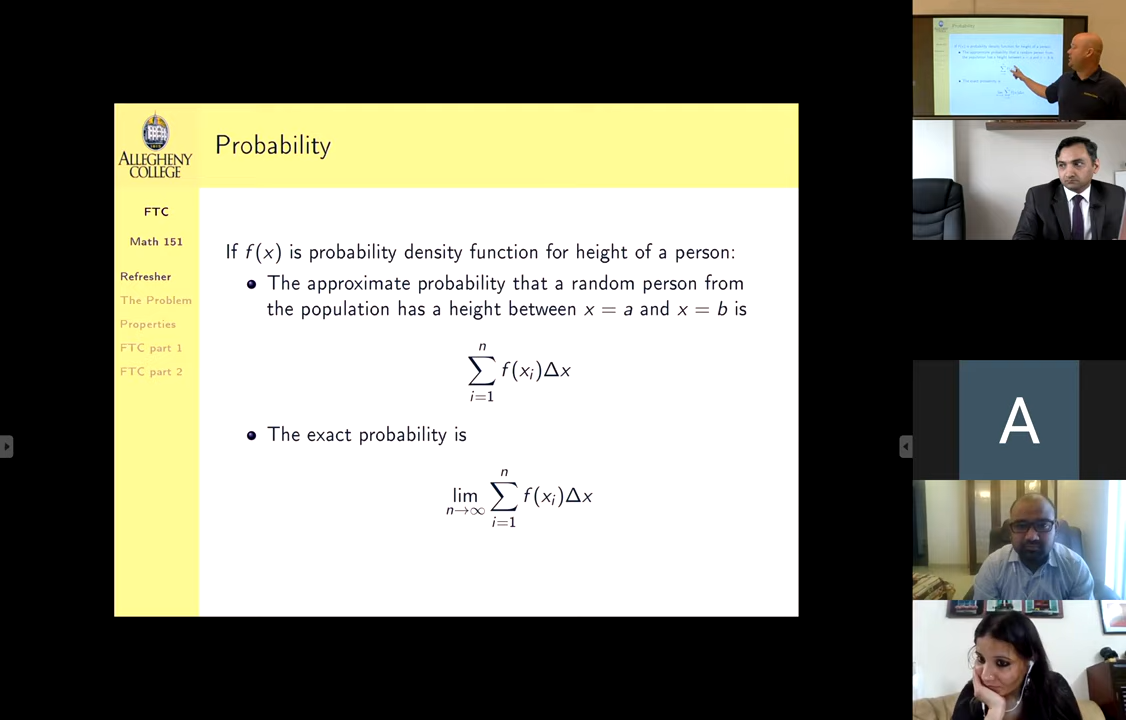 Probability
ALLEGHENY
COLLEGE
FTC
Math 151
Refresher
The Problem
Properties
FTC part 1
FTC part 2
If f(x) is probability density function for height of a person:
The approximate probability that a random person from
the population has a height between x = a and x = b is
n
∑ f(xᵢ)Δx
i=1
The exact probability is
n
lim ∑ f(xᵢ)Δx
n→∞ i=1
Probability
A